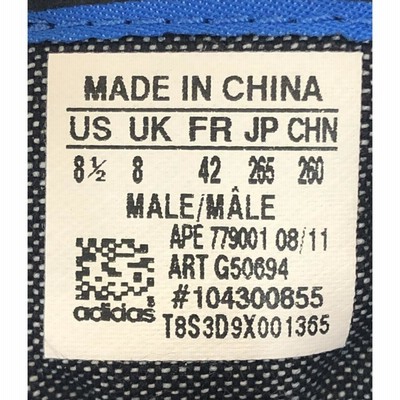 MADE IN CHINA
US UK FR JP CHN
8½ 8 42 265 260
MALE/MÂLE
APE 779001 08/11
ART G50694
#104300855
adidas
T8S3D9X001365